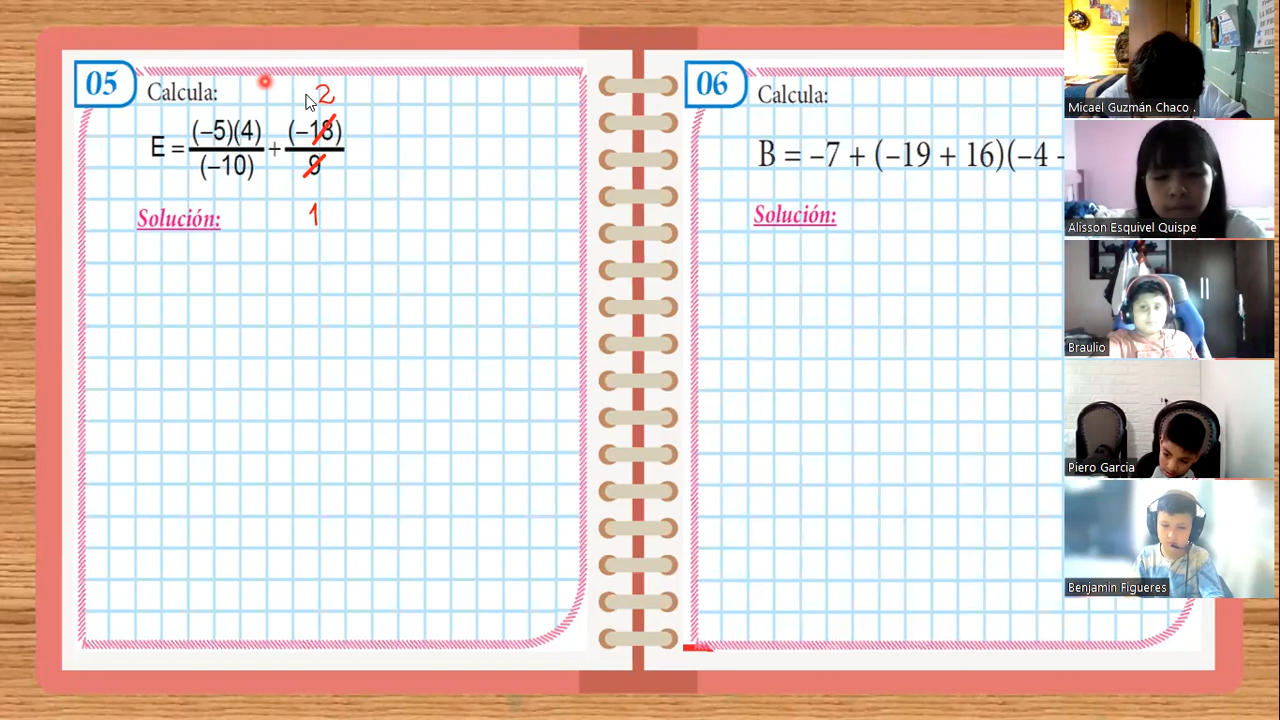 05
Calcula:
2
E = (–5)(4)/(–10) + (–18)/9
Solución:
1
06
Calcula:
B = –7 + (–19 + 16)(–4 –
Solución:
Micael Guzmán Chaco .
Alisson Esquivel Quispe
Braulio
Piero Garcia
Benjamin Figueres